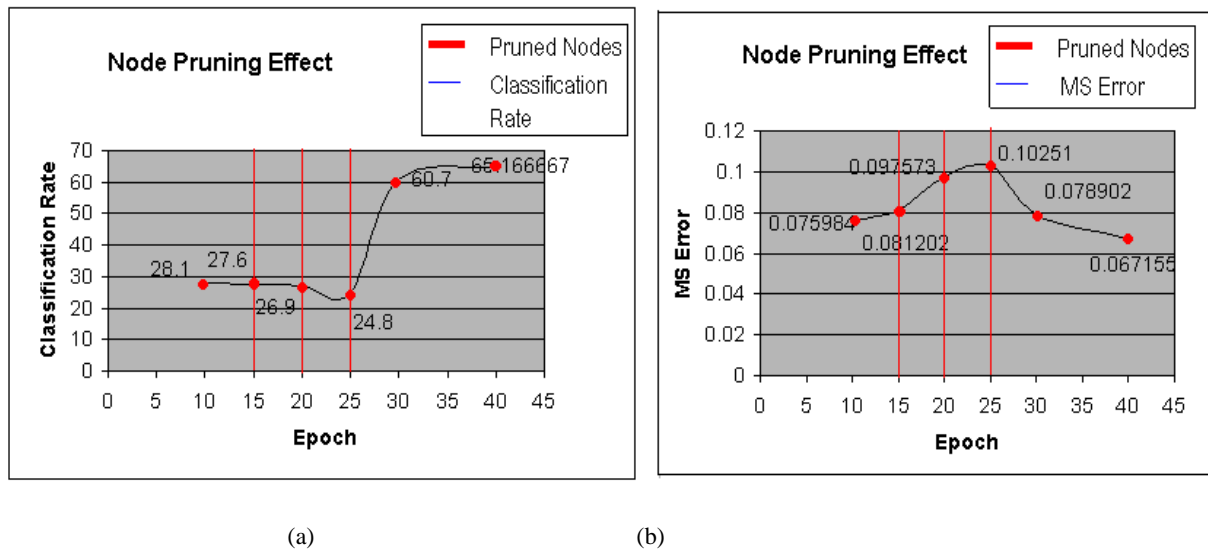 Node Pruning Effect
Pruned Nodes
Classification
Rate
Classification Rate
70
60
50
40
30
20
10
0
28.1
27.6
26.9
24.8
60.7
65.166667
0 5 10 15 20 25 30 35 40 45
Epoch
(a)
Node Pruning Effect
Pruned Nodes
MS Error
MS Error
0.12
0.1
0.08
0.06
0.04
0.02
0
0.075984
0.081202
0.097573
0.10251
0.078902
0.067155
0 5 10 15 20 25 30 35 40 45
Epoch
(b)